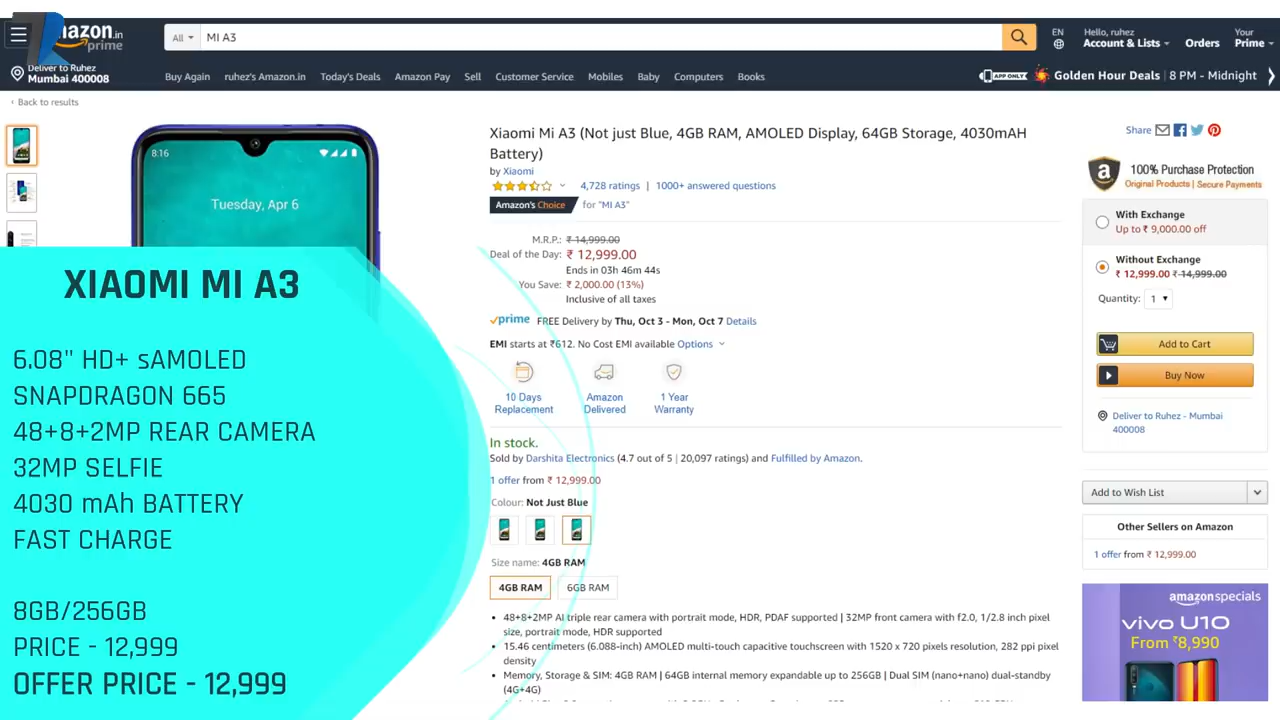 mazon.in
prime
All
MI A3
EN
Hello, ruhez
Account & Lists
Orders
Your
Prime
Deliver to Ruhez
Mumbai 400008
Buy Again
ruhez's Amazon.in
Today's Deals
Amazon Pay
Sell
Customer Service
Mobiles
Baby
Computers
Books
APP ONLY
Golden Hour Deals | 8 PM - Midnight
‹ Back to results
8:16
Tuesday, Apr 6
Xiaomi Mi A3 (Not just Blue, 4GB RAM, AMOLED Display, 64GB Storage, 4030mAH
Battery)
by Xiaomi
4,728 ratings | 1000+ answered questions
Amazon's Choice for "MI A3"
M.R.P.: ₹ 14,999.00
Deal of the Day: ₹ 12,999.00
Ends in 03h 46m 44s
You Save: ₹ 2,000.00 (13%)
Inclusive of all taxes
prime FREE Delivery by Thu, Oct 3 - Mon, Oct 7 Details
EMI starts at ₹612. No Cost EMI available Options
10 Days
Replacement
Amazon
Delivered
1 Year
Warranty
In stock.
Sold by Darshita Electronics (4.7 out of 5 | 20,097 ratings) and Fulfilled by Amazon.
1 offer from ₹ 12,999.00
Colour: Not Just Blue
Size name: 4GB RAM
4GB RAM
6GB RAM
• 48+8+2MP AI triple rear camera with portrait mode, HDR, PDAF supported | 32MP front camera with f2.0, 1/2.8 inch pixel
size, portrait mode, HDR supported
• 15.46 centimeters (6.088-inch) AMOLED multi-touch capacitive touchscreen with 1520 x 720 pixels resolution, 282 ppi pixel
density
• Memory, Storage & SIM: 4GB RAM | 64GB internal memory expandable up to 256GB | Dual SIM (nano+nano) dual-standby
(4G+4G)
Share
a
100% Purchase Protection
Original Products | Secure Payments
With Exchange
Up to ₹ 9,000.00 off
Without Exchange
₹ 12,999.00 ₹ 14,999.00
Quantity: 1
Add to Cart
Buy Now
Deliver to Ruhez - Mumbai
400008
Add to Wish List
Other Sellers on Amazon
1 offer from ₹ 12,999.00
amazonspecials
vivo U10
From ₹8,990
XIAOMI MI A3
6.08" HD+ sAMOLED
SNAPDRAGON 665
48+8+2MP REAR CAMERA
32MP SELFIE
4030 mAh BATTERY
FAST CHARGE
8GB/256GB
PRICE - 12,999
OFFER PRICE - 12,999